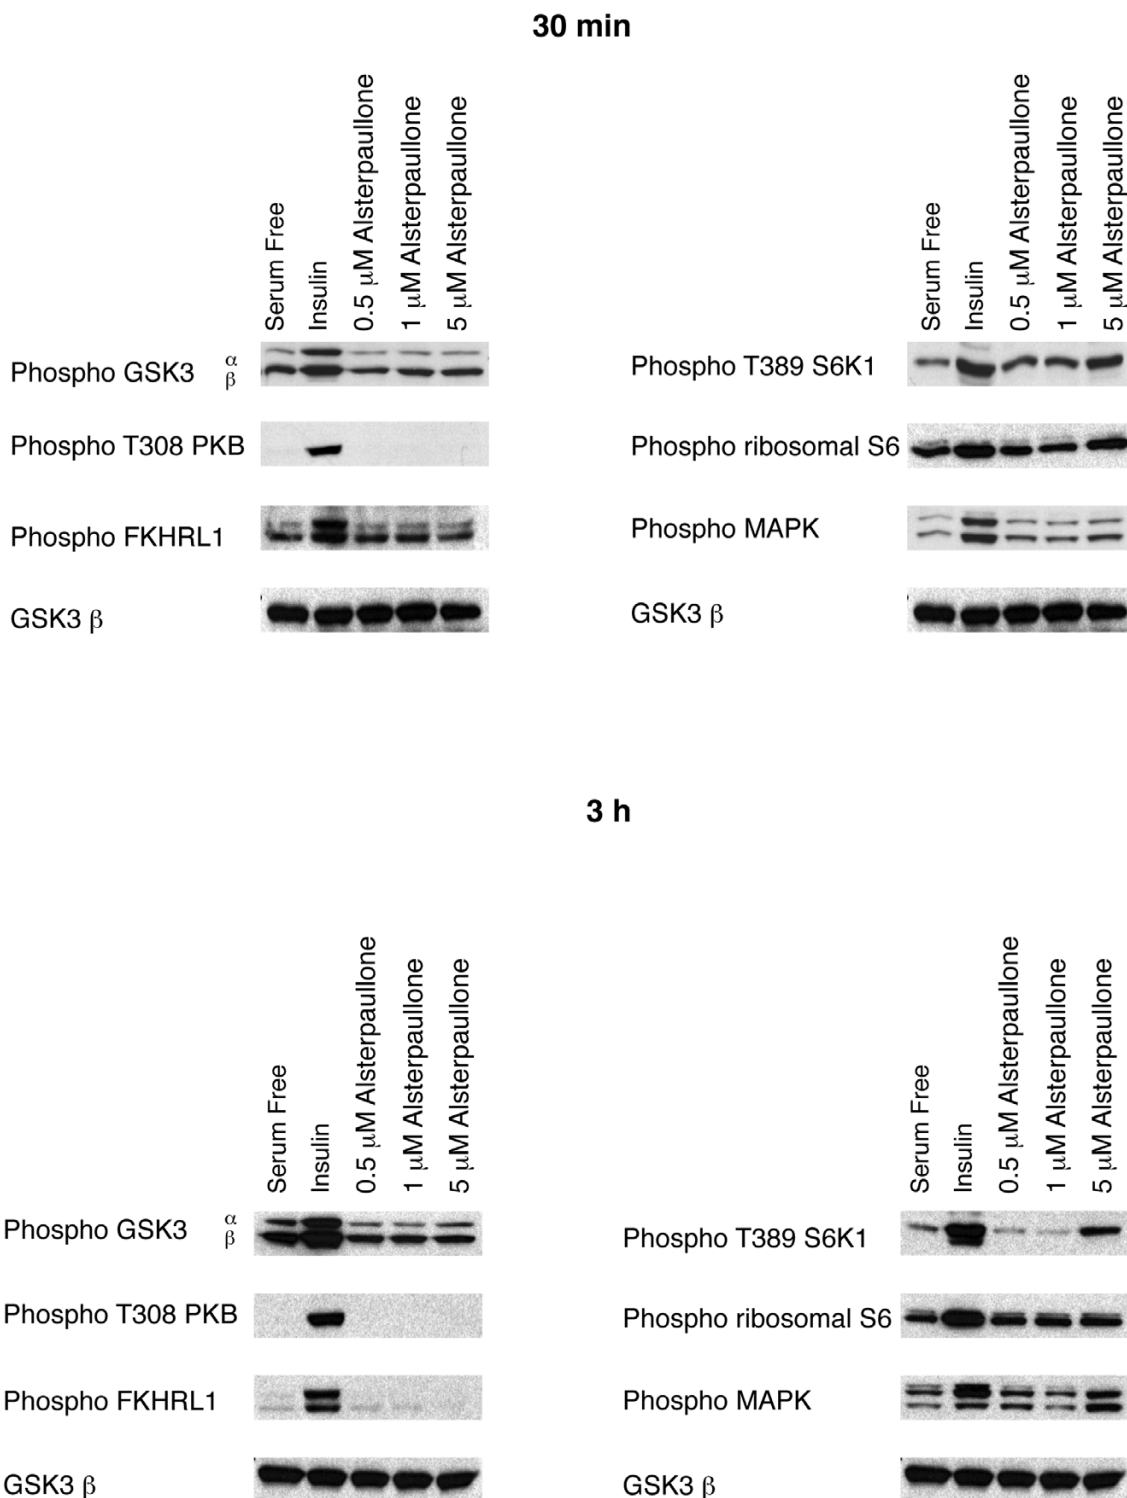 30 min
Serum Free
Insulin
0.5 μM Alsterpaullone
1 μM Alsterpaullone
5 μM Alsterpaullone
Phospho GSK3 α
β
Phospho T308 PKB
Phospho FKHRL1
GSK3 β
Serum Free
Insulin
0.5 μM Alsterpaullone
1 μM Alsterpaullone
5 μM Alsterpaullone
Phospho T389 S6K1
Phospho ribosomal S6
Phospho MAPK
GSK3 β
3 h
Serum Free
Insulin
0.5 μM Alsterpaullone
1 μM Alsterpaullone
5 μM Alsterpaullone
Phospho GSK3 α
β
Phospho T308 PKB
Phospho FKHRL1
GSK3 β
Serum Free
Insulin
0.5 μM Alsterpaullone
1 μM Alsterpaullone
5 μM Alsterpaullone
Phospho T389 S6K1
Phospho ribosomal S6
Phospho MAPK
GSK3 β